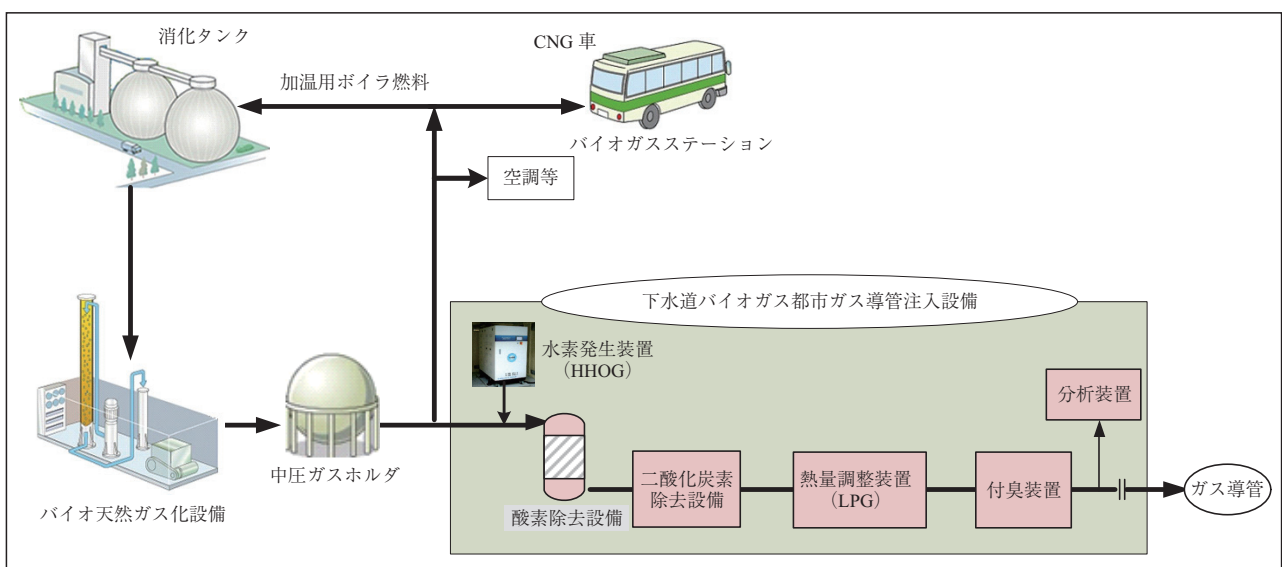 消化タンク
CNG 車
加温用ボイラ燃料
バイオガスステーション
空調等
下水道バイオガス都市ガス導管注入設備
水素発生装置
(HHOG)
分析装置
中圧ガスホルダ
二酸化炭素
除去設備
熱量調整装置
(LPG)
付臭装置
ガス導管
バイオ天然ガス化設備
酸素除去設備